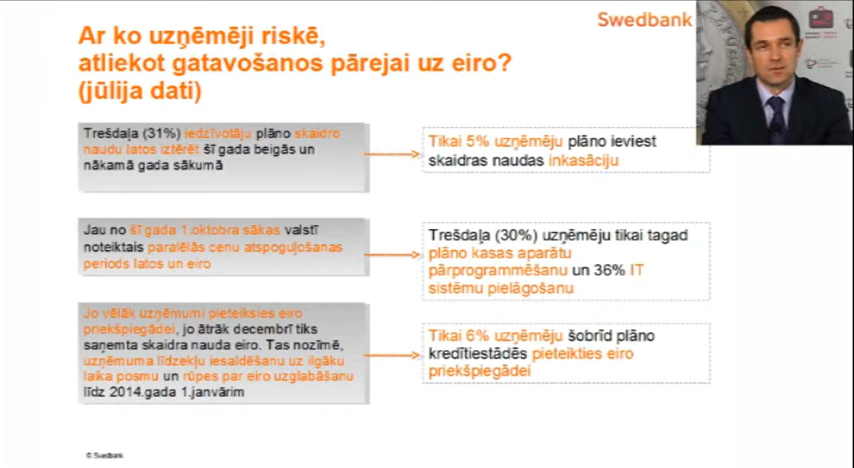 Swedbank
Ar ko uzņēmēji riskē,
atliekot gatavošanos pārejai uz eiro?
(jūlija dati)
Trešdaļa (31%) iedzīvotāju plāno skaidro
naudu latos iztērēt šī gada beigās un
nākamā gada sākumā
Tikai 5% uzņēmēju plāno ieviest
skaidras naudas inkasāciju
Jau no šī gada 1.oktobra sākas valstī
noteiktais paralēlās cenu atspoguļošanas
periods latos un eiro
Trešdaļa (30%) uzņēmēju tikai tagad
plāno kasas aparātu
pārprogrammēšanu un 36% IT
sistēmu pielāgošanu
Jo vēlāk uzņēmumi pieteiksies eiro
priekšpiegādei, jo ātrāk decembrī tiks
saņemta skaidra nauda eiro. Tas nozīmē,
uzņēmuma līdzekļu iesaldēšanu uz ilgāku
laika posmu un rūpes par eiro uzglabāšanu
līdz 2014.gada 1.janvārim
Tikai 6% uzņēmēju šobrīd plāno
kredītiestādēs pieteikties eiro
priekšpiegādei
© Swedbank